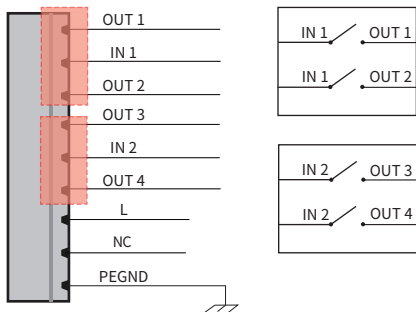 OUT 1
IN 1
OUT 2
OUT 3
IN 2
OUT 4
L
NC
PEGND
IN 1 OUT 1
IN 1 OUT 2
IN 2 OUT 3
IN 2 OUT 4